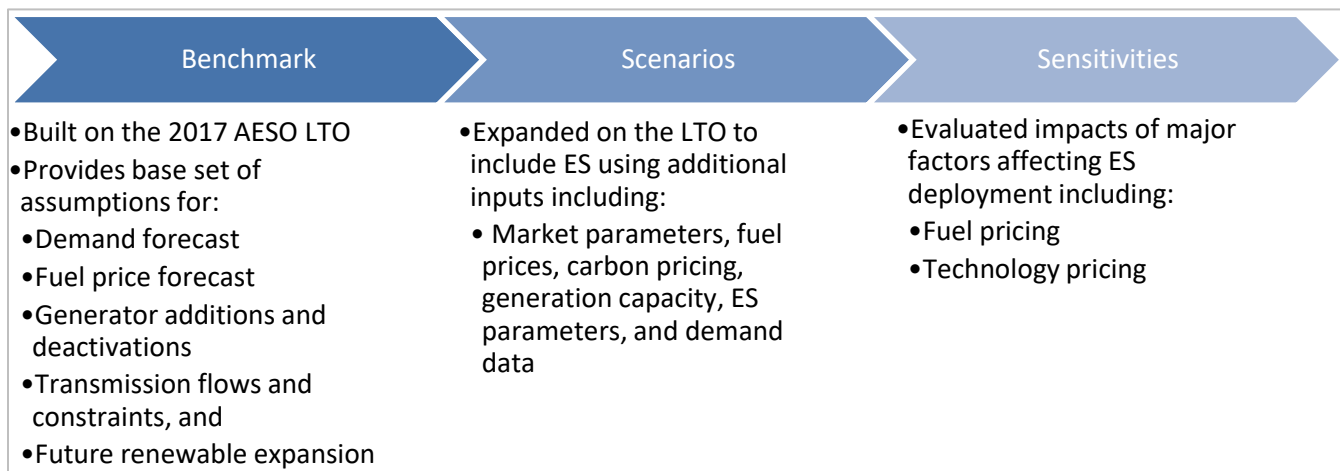 Benchmark
•Built on the 2017 AESO LTO
•Provides base set of
assumptions for:
•Demand forecast
•Fuel price forecast
•Generator additions and
deactivations
•Transmission flows and
constraints, and
•Future renewable expansion
Scenarios
•Expanded on the LTO to
include ES using additional
inputs including:
• Market parameters, fuel
prices, carbon pricing,
generation capacity, ES
parameters, and demand
data
Sensitivities
•Evaluated impacts of major
factors affecting ES
deployment including:
•Fuel pricing
•Technology pricing